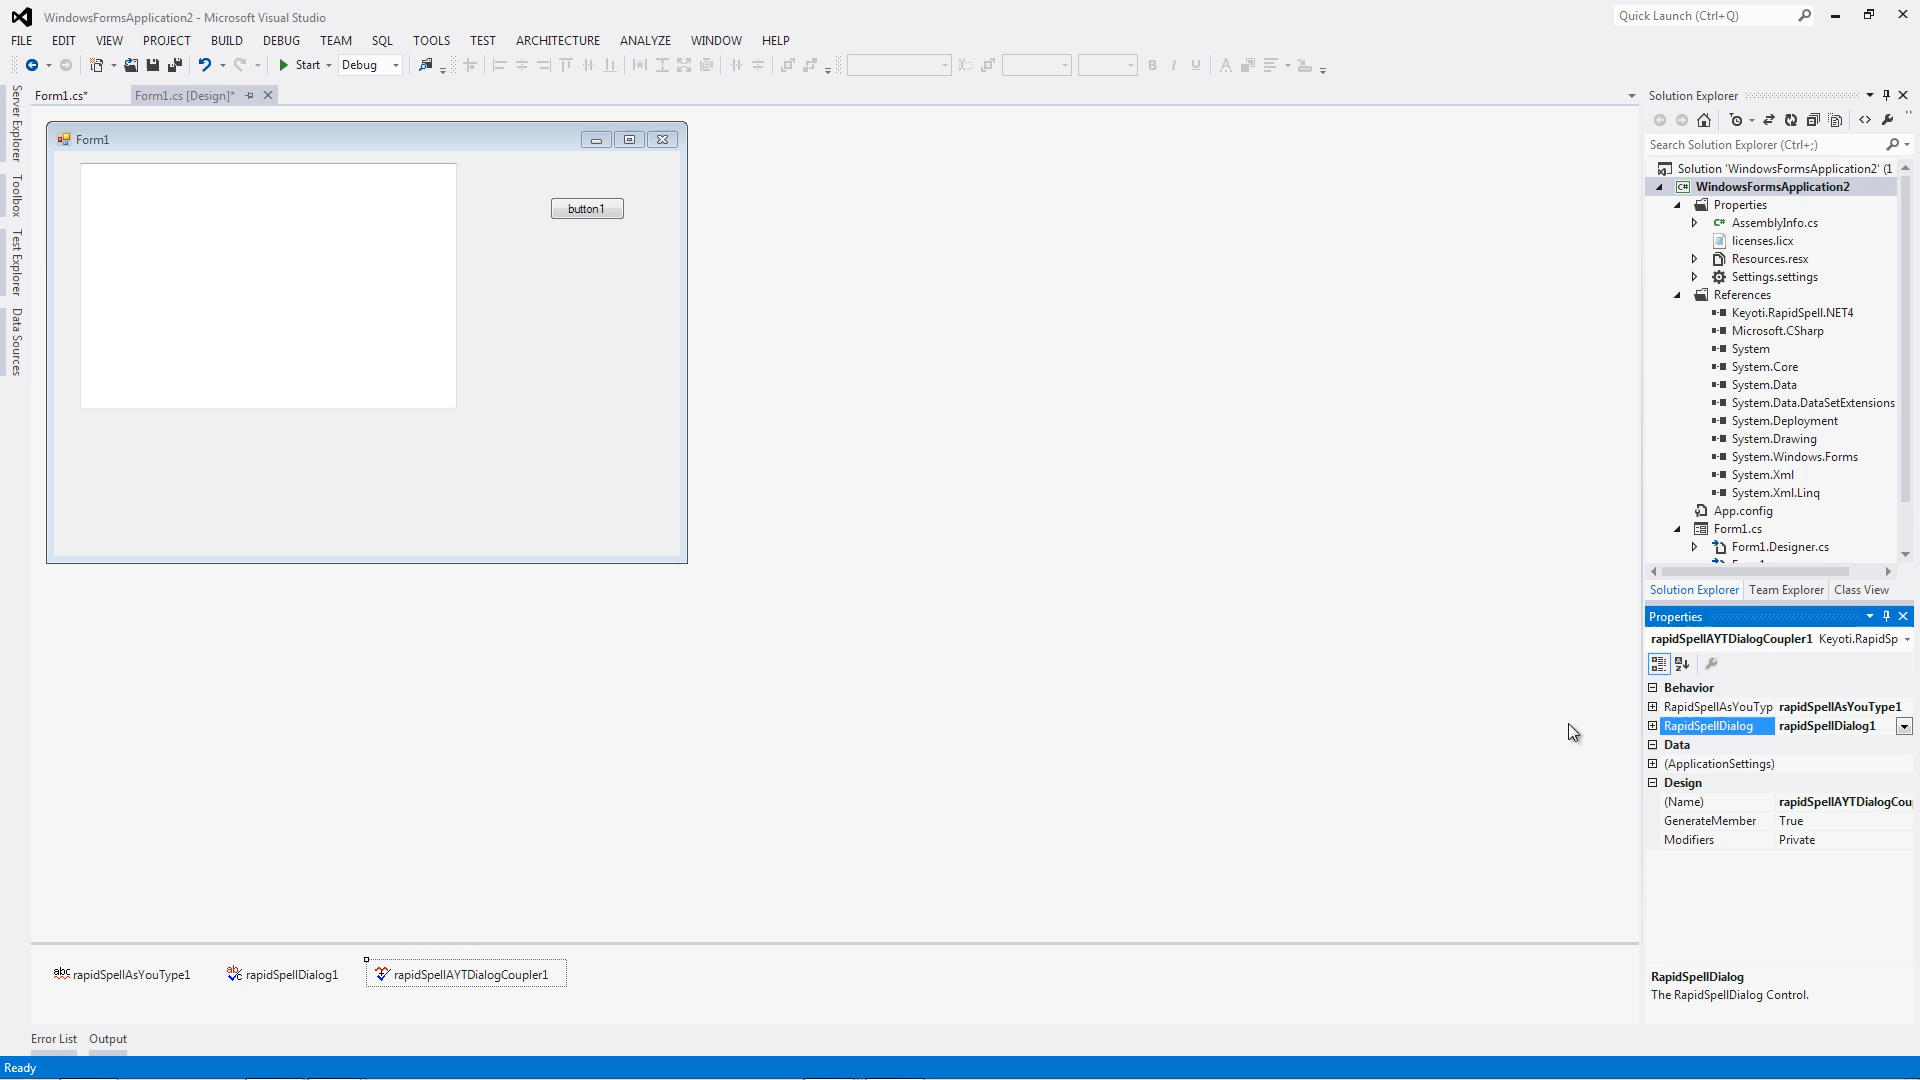 WindowsFormsApplication2 - Microsoft Visual Studio
Quick Launch (Ctrl+Q)
FILE EDIT VIEW PROJECT BUILD DEBUG TEAM SQL TOOLS TEST ARCHITECTURE ANALYZE WINDOW HELP
Start Debug
Server Explorer
Toolbox
Test Explorer
Data Sources
Form1.cs* Form1.cs [Design]*
Form1
button1
rapidSpellAsYouType1 rapidSpellDialog1 rapidSpellAYTDialogCoupler1
Error List Output
Ready
Solution Explorer
Search Solution Explorer (Ctrl+;)
Solution 'WindowsFormsApplication2' (1
WindowsFormsApplication2
Properties
AssemblyInfo.cs
licenses.licx
Resources.resx
Settings.settings
References
Keyoti.RapidSpell.NET4
Microsoft.CSharp
System
System.Core
System.Data
System.Data.DataSetExtensions
System.Deployment
System.Drawing
System.Windows.Forms
System.Xml
System.Xml.Linq
App.config
Form1.cs
Form1.Designer.cs
Solution Explorer Team Explorer Class View
Properties
rapidSpellAYTDialogCoupler1 Keyoti.RapidSp
Behavior
RapidSpellAsYouTyp rapidSpellAsYouType1
RapidSpellDialog rapidSpellDialog1
Data
(ApplicationSettings)
Design
(Name) rapidSpellAYTDialogCou
GenerateMember True
Modifiers Private
RapidSpellDialog
The RapidSpellDialog Control.